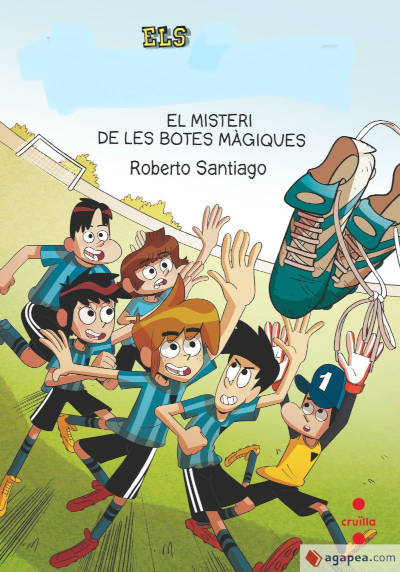 ELS
EL MISTERI
DE LES BOTES MÀGIQUES
Roberto Santiago
1
cruïlla
agapea.com